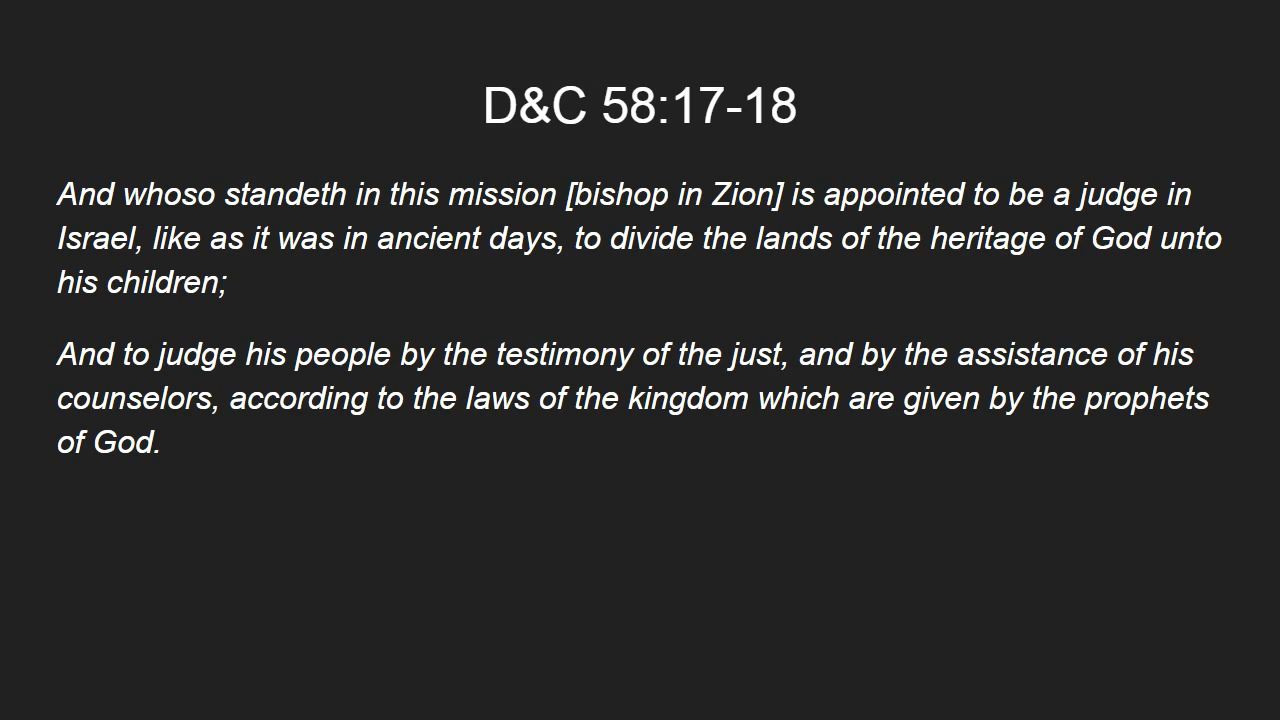 D&C 58:17-18
And whoso standeth in this mission [bishop in Zion] is appointed to be a judge in
Israel, like as it was in ancient days, to divide the lands of the heritage of God unto
his children;
And to judge his people by the testimony of the just, and by the assistance of his
counselors, according to the laws of the kingdom which are given by the prophets
of God.